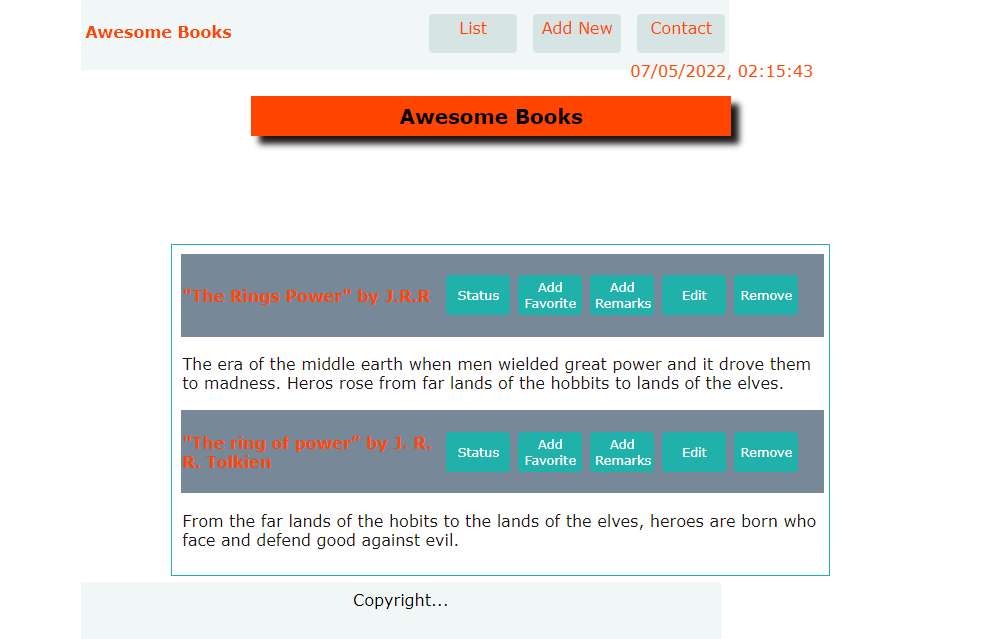 Awesome Books
List
Add New
Contact
07/05/2022, 02:15:43
Awesome Books
"The Rings Power" by J.R.R
Status
Add
Favorite
Add
Remarks
Edit
Remove
The era of the middle earth when men wielded great power and it drove them
to madness. Heros rose from far lands of the hobbits to lands of the elves.
"The ring of power" by J. R.
R. Tolkien
Status
Add
Favorite
Add
Remarks
Edit
Remove
From the far lands of the hobits to the lands of the elves, heroes are born who
face and defend good against evil.
Copyright...